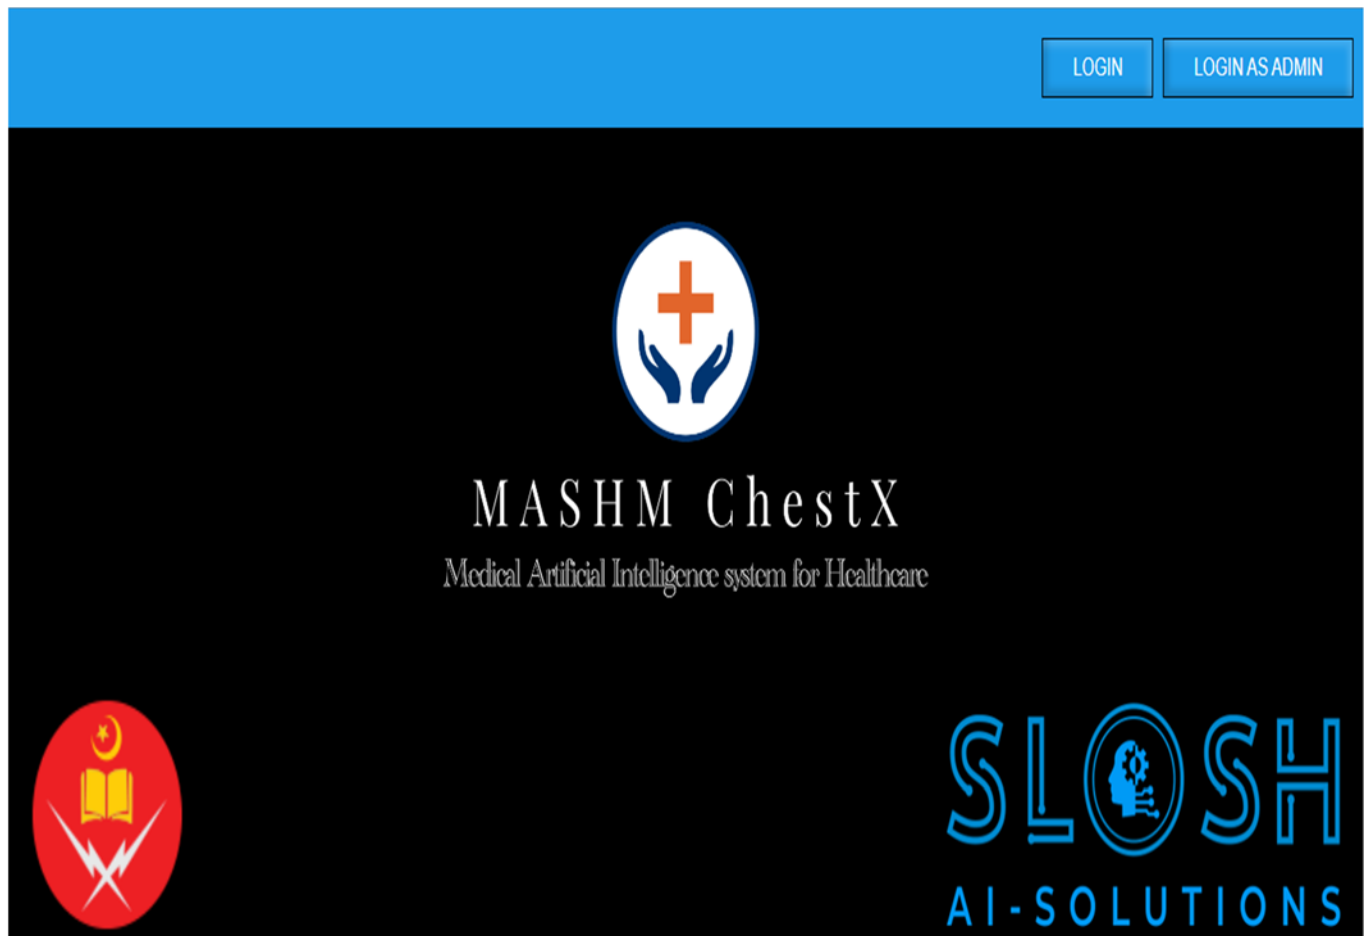 LOGIN
LOGIN AS ADMIN
MASHM ChestX
Medical Artificial Intelligence system for Healthcare
SLOSH
AI-SOLUTIONS